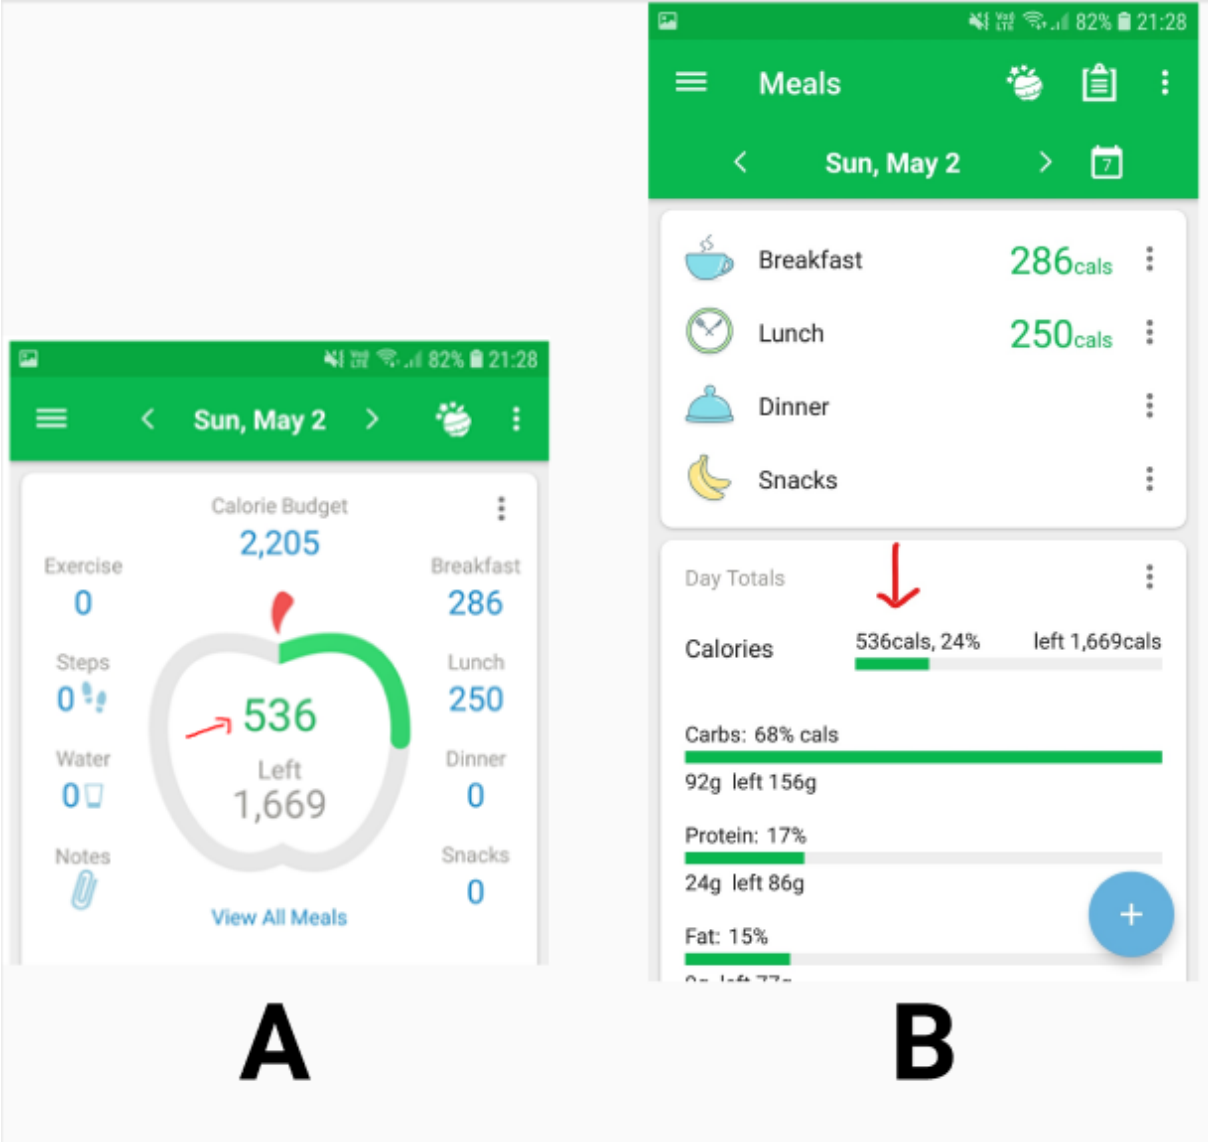 82% 21:28
Sun, May 2
Calorie Budget
2,205
Exercise
0
Breakfast
286
Steps
0
Lunch
250
536
Left
1,669
Water
0
Dinner
0
Notes
Snacks
0
View All Meals
A
VoD LTE 82% 21:28
Meals
Sun, May 2
7
Breakfast 286cals
Lunch 250cals
Dinner
Snacks
Day Totals
Calories 536cals, 24% left 1,669cals
Carbs: 68% cals
92g left 156g
Protein: 17%
24g left 86g
+
Fat: 15%
B